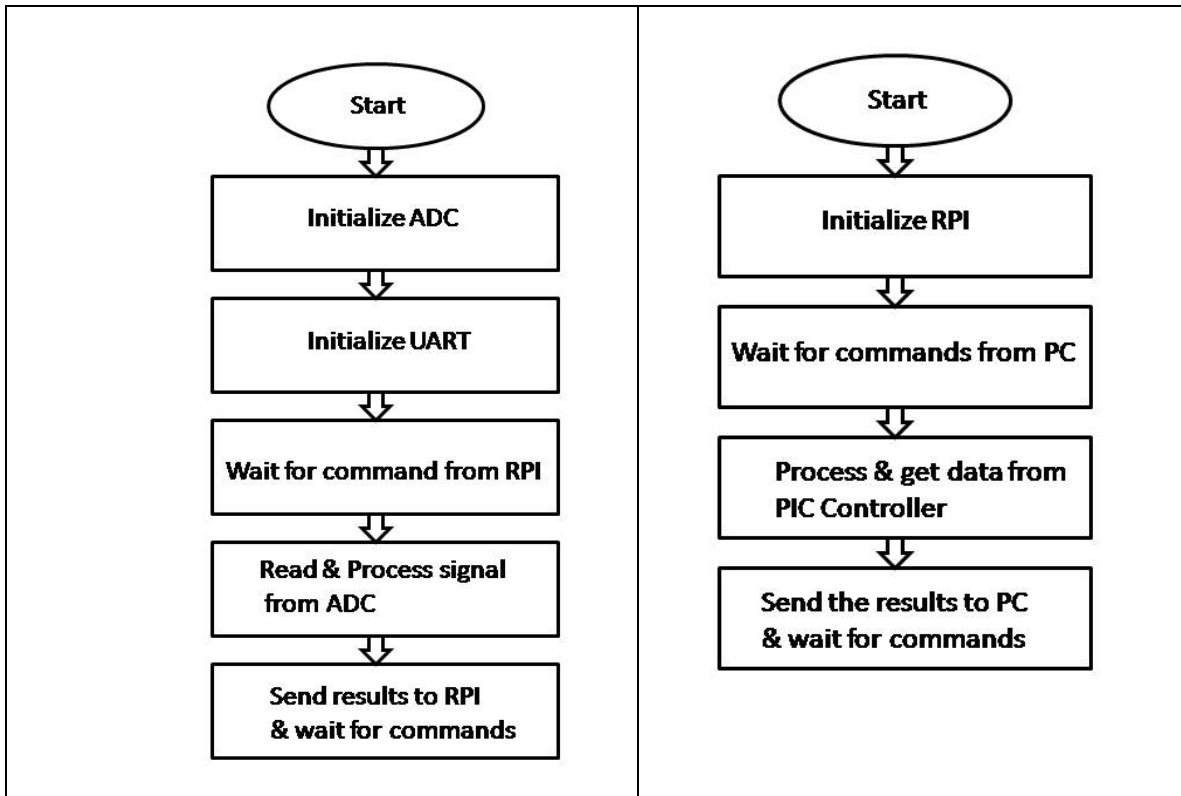 Start
Initialize ADC
Initialize UART
Wait for command from RPI
Read & Process signal
from ADC
Send results to RPI
& wait for commands
Start
Initialize RPI
Wait for commands from PC
Process & get data from
PIC Controller
Send the results to PC
& wait for commands